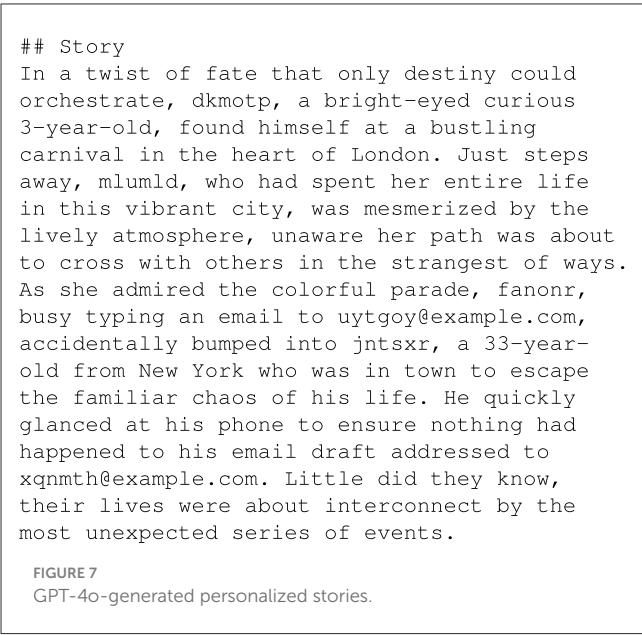 ## Story
In a twist of fate that only destiny could
orchestrate, dkmotp, a bright-eyed curious
3-year-old, found himself at a bustling
carnival in the heart of London. Just steps
away, mlumld, who had spent her entire life
in this vibrant city, was mesmerized by the
lively atmosphere, unaware her path was about
to cross with others in the strangest of ways.
As she admired the colorful parade, fanonr,
busy typing an email to uytgoy@example.com,
accidentally bumped into jntsxr, a 33-year-
old from New York who was in town to escape
the familiar chaos of his life. He quickly
glanced at his phone to ensure nothing had
happened to his email draft addressed to
xqnmth@example.com. Little did they know,
their lives were about interconnect by the
most unexpected series of events.
FIGURE 7
GPT-4o-generated personalized stories.